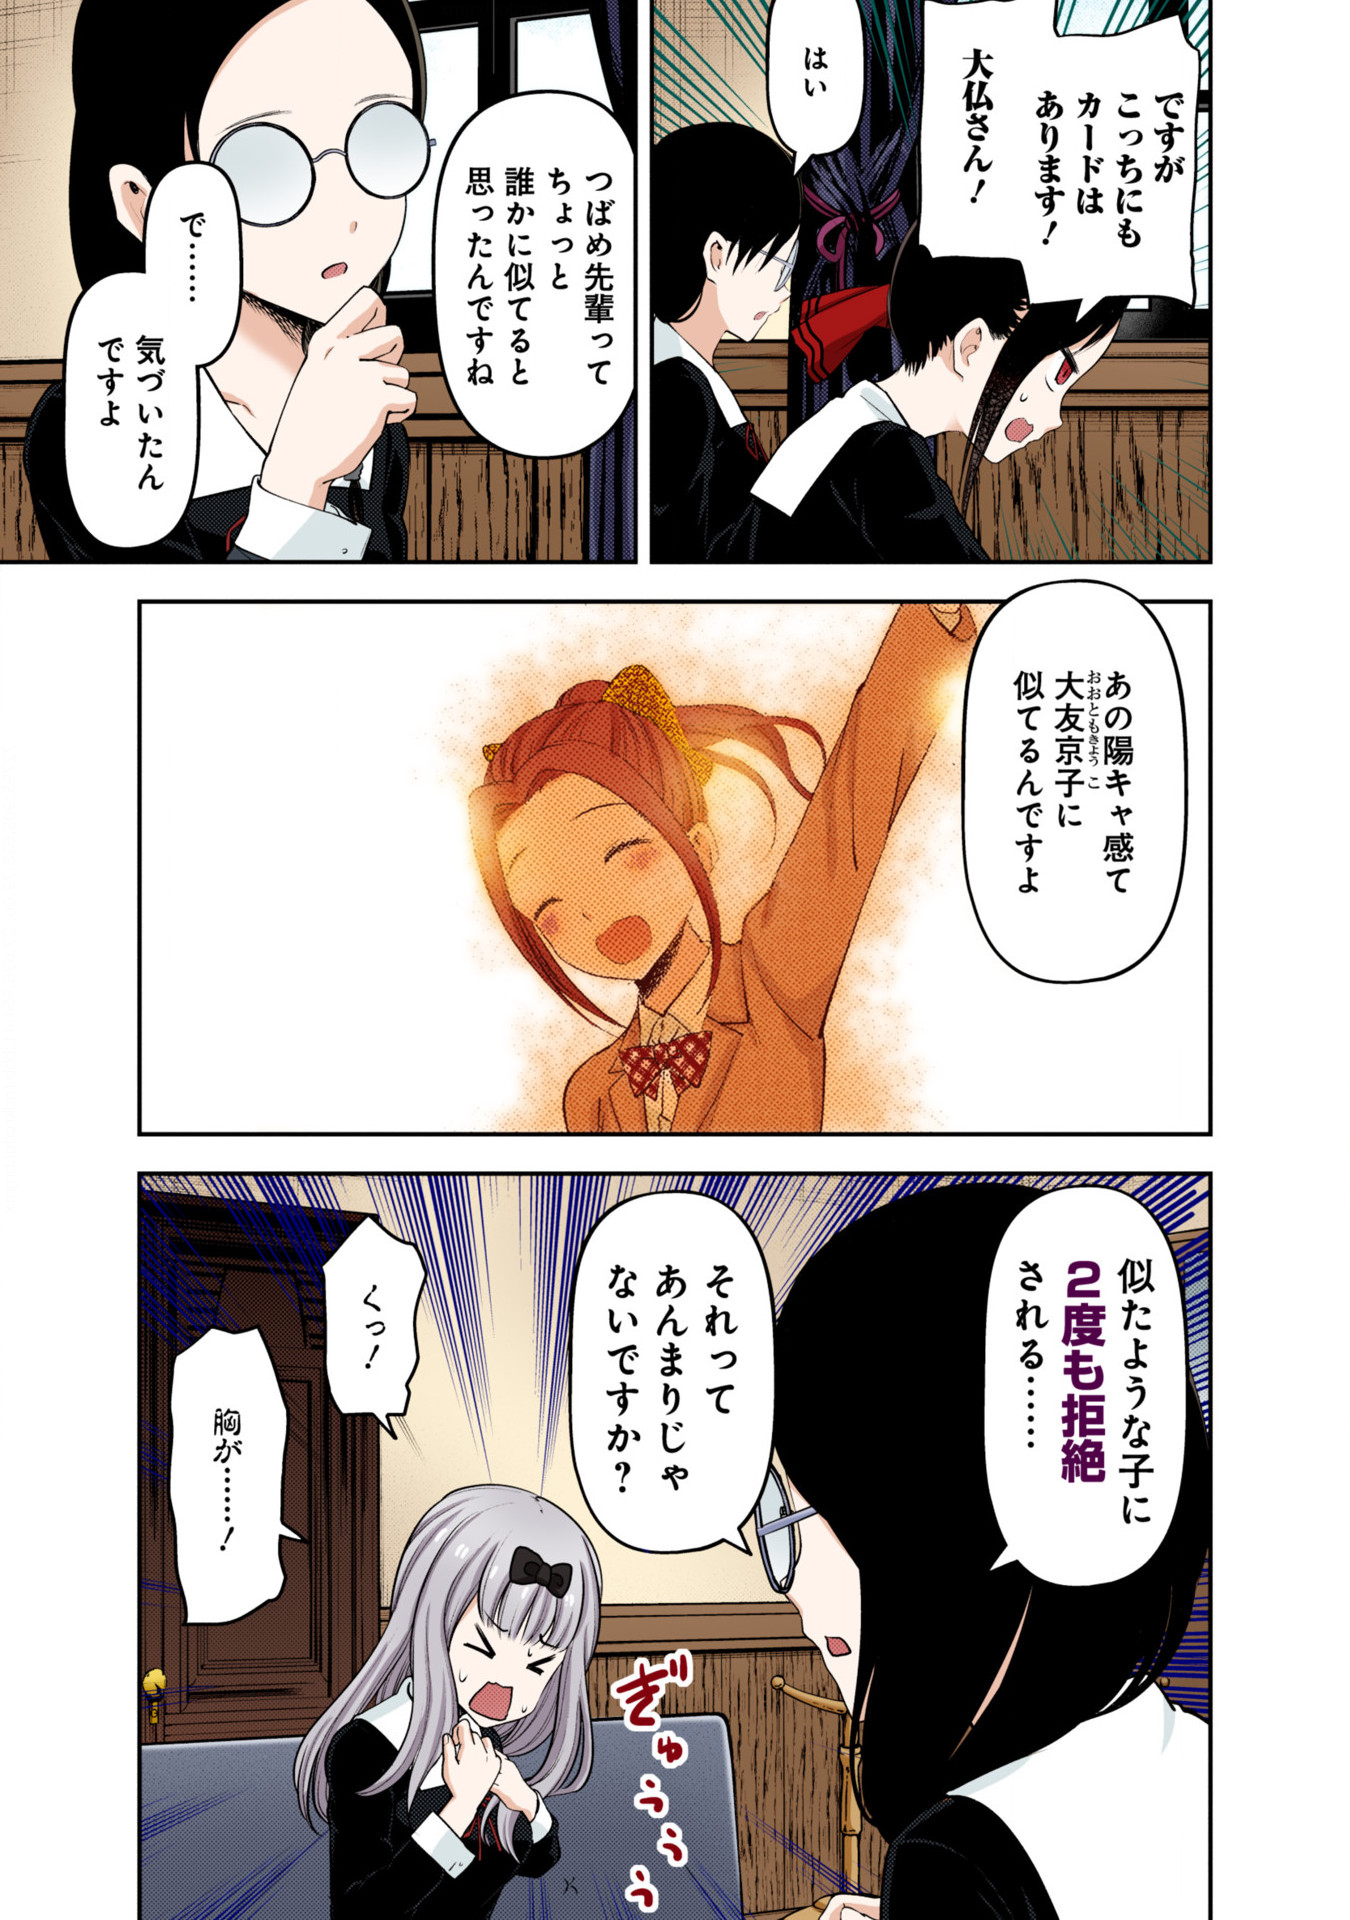 ですが
こっちにも
カードは
あります！
大仏さん！
はい
つばめ先輩って
ちょっと
誰かに似てると
思ったんですね
で……
気づいたん
ですよ
あの陽キャ感て
大友京子に
おおともきょうこ
似てるんですよ
似たような子に
２度も拒絶
される……
それって
あんまりじゃ
ないですか？
くっ！
胸が……！
ぎゅううう